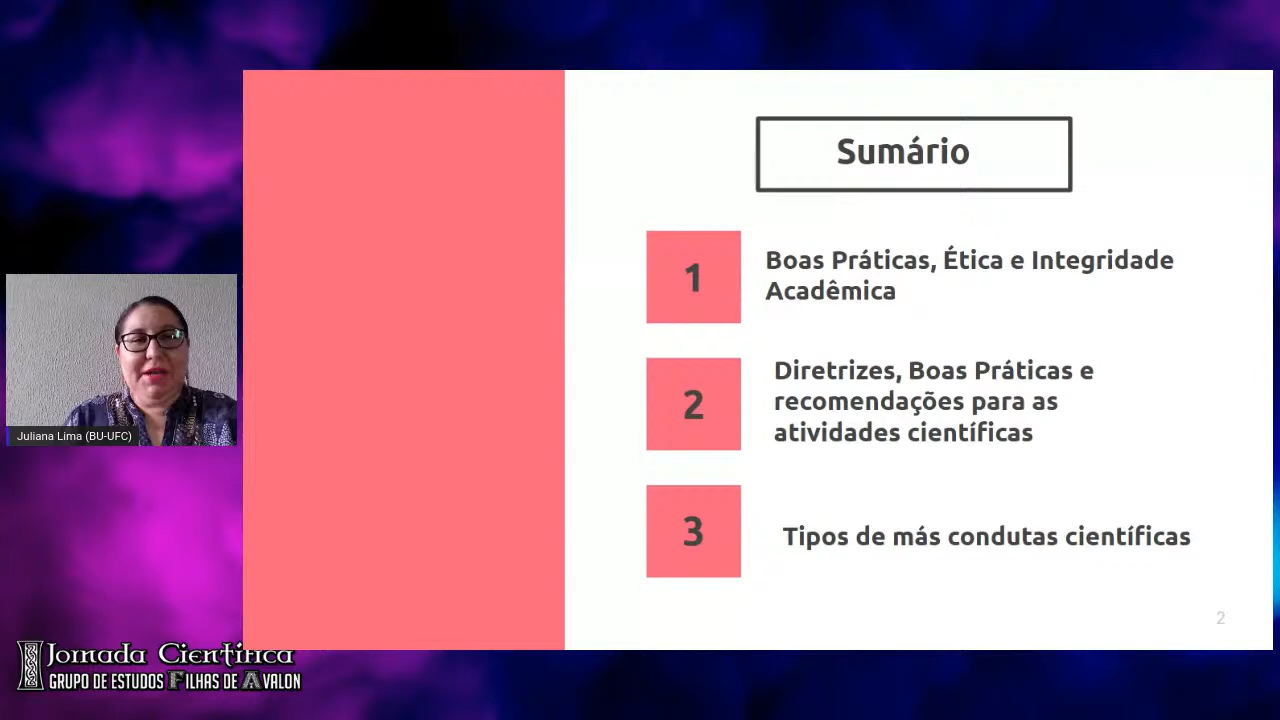 Sumário
1
Boas Práticas, Ética e Integridade
Acadêmica
2
Diretrizes, Boas Práticas e
recomendações para as
atividades científicas
3
Tipos de más condutas científicas
2
Juliana Lima (BU-UFC)
Jornada Científica
GRUPO DE ESTUDOS FILHAS DE AVALON